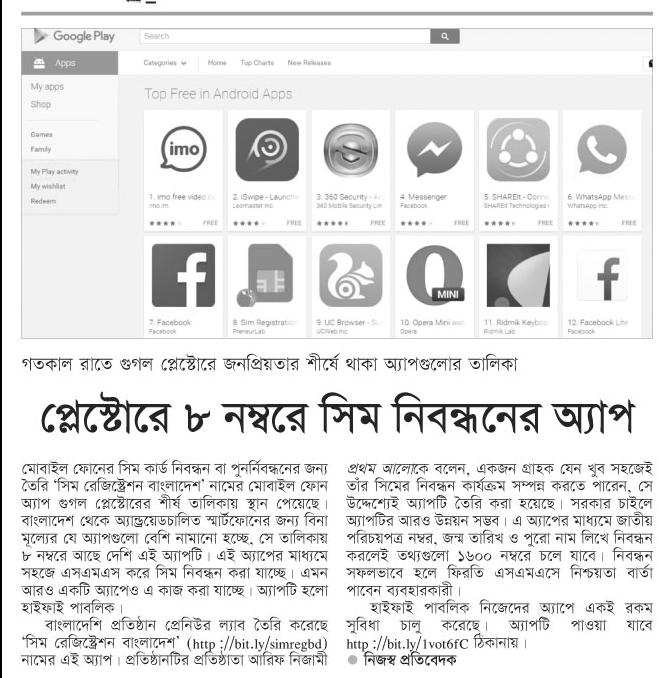 Google Play
Search
Apps
Categories
Home
Top Charts
New Releases
My apps
Shop
Games
Family
My Play activity
My wishlist
Redeem
Top Free in Android Apps
imo
1. imo free video
imo.im
FREE
2. iSwipe - Launche
Leomaster Inc.
FREE
3. 360 Security - An
360 Mobile Security Lim
FREE
4. Messenger
Facebook
FREE
5. SHAREit - Conne
SHAREit Technologies
FREE
6. WhatsApp Mess
WhatsApp Inc.
FREE
7. Facebook
Facebook
8. Sim Registration
PreneurLab
9. UC Browser - Su
UCWeb Inc.
MINI
10. Opera Mini web
Opera
11. Ridmik Keyboa
Ridmik Lab
12. Facebook Lite
Facebook
গতকাল রাতে গুগল প্লেস্টোরে জনপ্রিয়তার শীর্ষে থাকা অ্যাপগুলোর তালিকা
প্লেস্টোরে ৮ নম্বরে সিম নিবন্ধনের অ্যাপ
মোবাইল ফোনের সিম কার্ড নিবন্ধন বা পুনর্নিবন্ধনের জন্য
তৈরি ‘সিম রেজিস্ট্রেশন বাংলাদেশ’ নামের মোবাইল ফোন
অ্যাপ গুগল প্লেস্টোরের শীর্ষ তালিকায় স্থান পেয়েছে।
বাংলাদেশ থেকে অ্যান্ড্রয়েডচালিত স্মার্টফোনের জন্য বিনা
মূল্যের যে অ্যাপগুলো বেশি নামানো হচ্ছে, সে তালিকায়
৮ নম্বরে আছে দেশি এই অ্যাপটি। এই অ্যাপের মাধ্যমে
সহজে এসএমএস করে সিম নিবন্ধন করা যাচ্ছে। এমন
আরও একটি অ্যাপেও এ কাজ করা যাচ্ছে। অ্যাপটি হলো
হাইফাই পাবলিক।
বাংলাদেশি প্রতিষ্ঠান প্রেনিউর ল্যাব তৈরি করেছে
‘সিম রেজিস্ট্রেশন বাংলাদেশ’ (http ://bit.ly/simregbd)
নামের এই অ্যাপ। প্রতিষ্ঠানটির প্রতিষ্ঠাতা আরিফ নিজামী
প্রথম আলোকে বলেন, একজন গ্রাহক যেন খুব সহজেই
তাঁর সিমের নিবন্ধন কার্যক্রম সম্পন্ন করতে পারেন, সে
উদ্দেশ্যেই অ্যাপটি তৈরি করা হয়েছে। সরকার চাইলে
অ্যাপটির আরও উন্নয়ন সম্ভব। এ অ্যাপের মাধ্যমে জাতীয়
পরিচয়পত্র নম্বর, জন্ম তারিখ ও পুরো নাম লিখে নিবন্ধন
করলেই তথ্যগুলো ১৬০০ নম্বরে চলে যাবে। নিবন্ধন
সফলভাবে হলে ফিরতি এসএমএসে নিশ্চয়তা বার্তা
পাবেন ব্যবহারকারী।
হাইফাই পাবলিক নিজেদের অ্যাপে একই রকম
সুবিধা চালু করেছে। অ্যাপটি পাওয়া যাবে
http ://bit.ly/1vot6fC ঠিকানায়।
নিজস্ব প্রতিবেদক